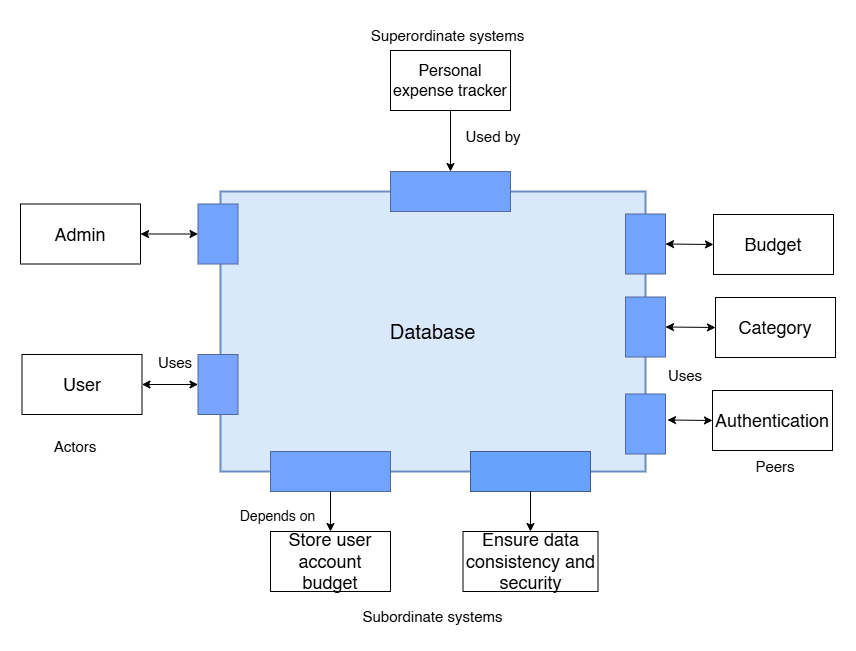 Superordinate systems
Personal
expense tracker
Used by
Admin
Budget
Database
Category
Uses
User
Uses
Authentication
Actors
Peers
Depends on
Store user
account
budget
Ensure data
consistency and
security
Subordinate systems